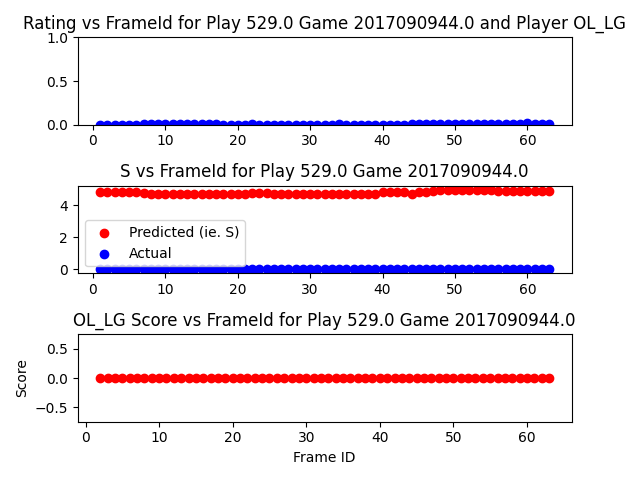 Rating vs FrameId for Play 529.0 Game 2017090944.0 and Player OL_LG
1.0
0.5
0.0
0 10 20 30 40 50 60
S vs FrameId for Play 529.0 Game 2017090944.0
4
2
0
Predicted (ie. S)
Actual
0 10 20 30 40 50 60
OL_LG Score vs FrameId for Play 529.0 Game 2017090944.0
Score
0.5
0.0
−0.5
0 10 20 30 40 50 60
Frame ID